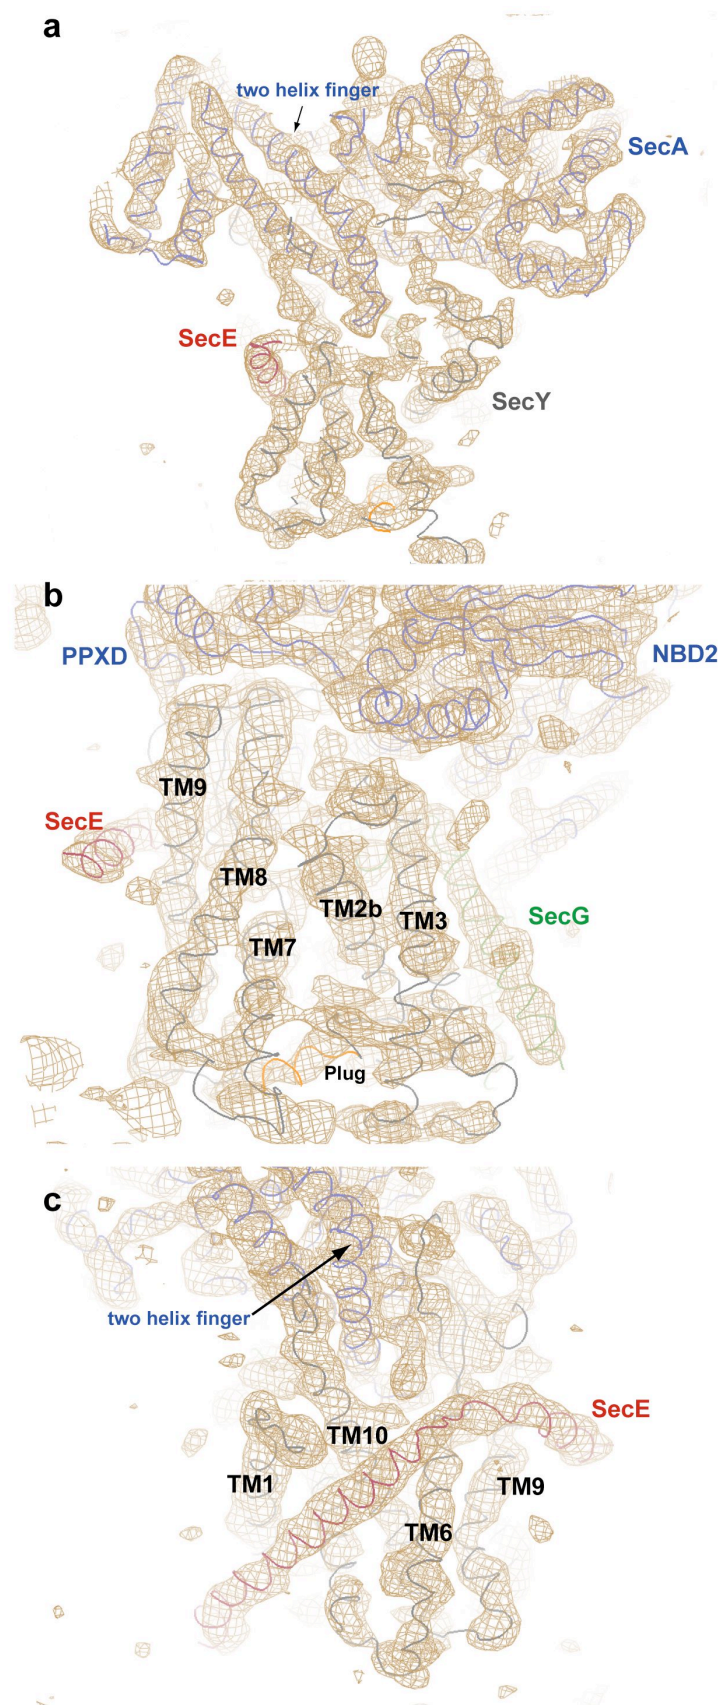 a
two helix finger
SecA
SecE
SecY
b
PPXD
NBD2
TM9
SecE
TM8
TM2b
TM3
SecG
TM7
Plug
c
two helix finger
SecE
TM10
TM1
TM9
TM6